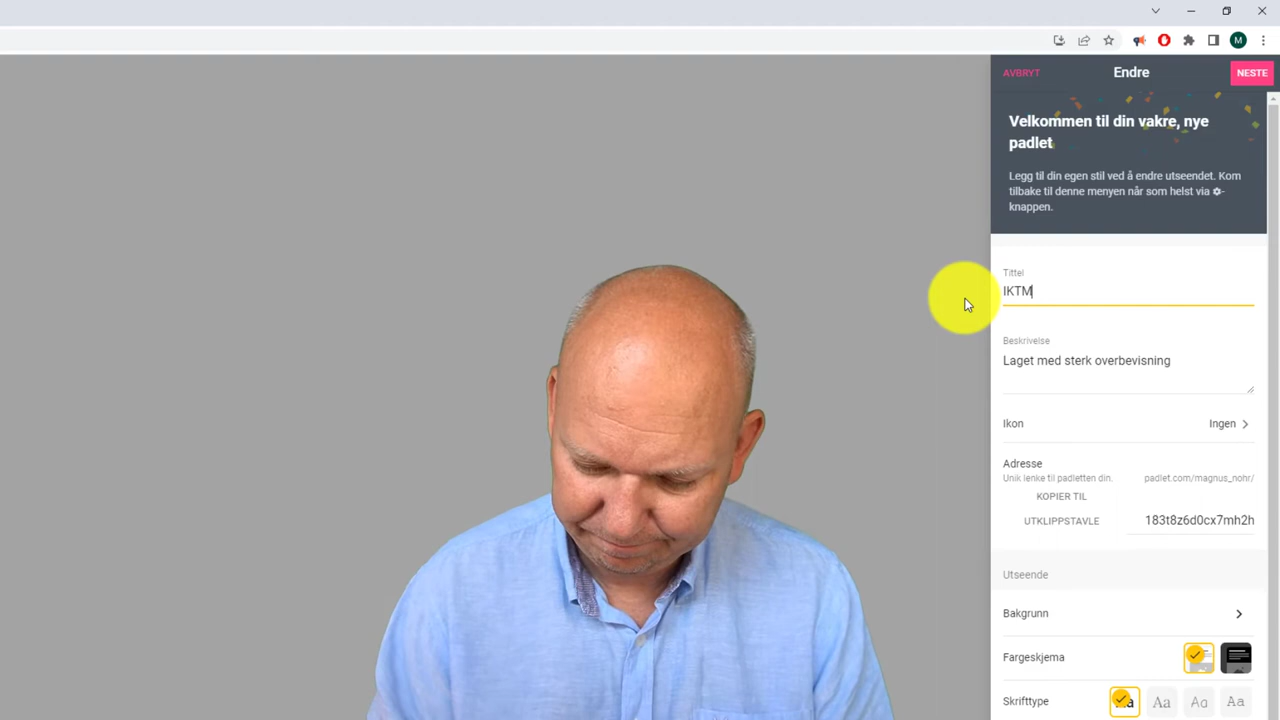 M
AVBRYT
Endre
NESTE
Velkommen til din vakre, nye
padlet
Legg til din egen stil ved å endre utseendet. Kom
tilbake til denne menyen når som helst via -
knappen.
Tittel
IKTM
Beskrivelse
Laget med sterk overbevisning
Ikon
Ingen
Adresse
Unik lenke til padletten din.
padlet.com/magnus_nohr/
KOPIER TIL
UTKLIPPSTAVLE
183t8z6d0cx7mh2h
Utseende
Bakgrunn
Fargeskjema
Skrifttype
Aa Aa Aa